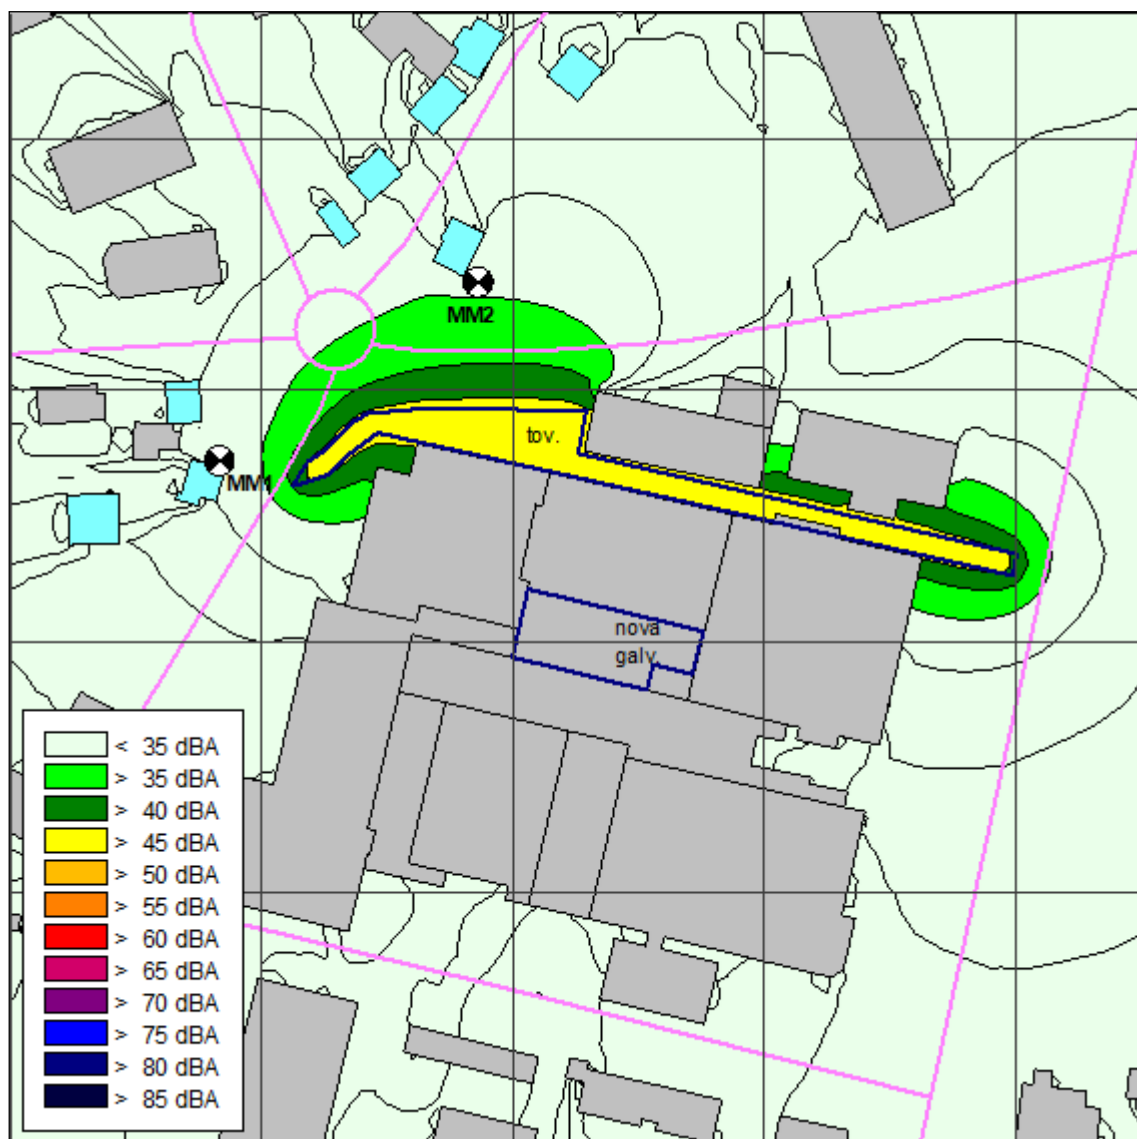 MM2
tov.
MM1
nova
galv.
< 35 dBA
> 35 dBA
> 40 dBA
> 45 dBA
> 50 dBA
> 55 dBA
> 60 dBA
> 65 dBA
> 70 dBA
> 75 dBA
> 80 dBA
> 85 dBA